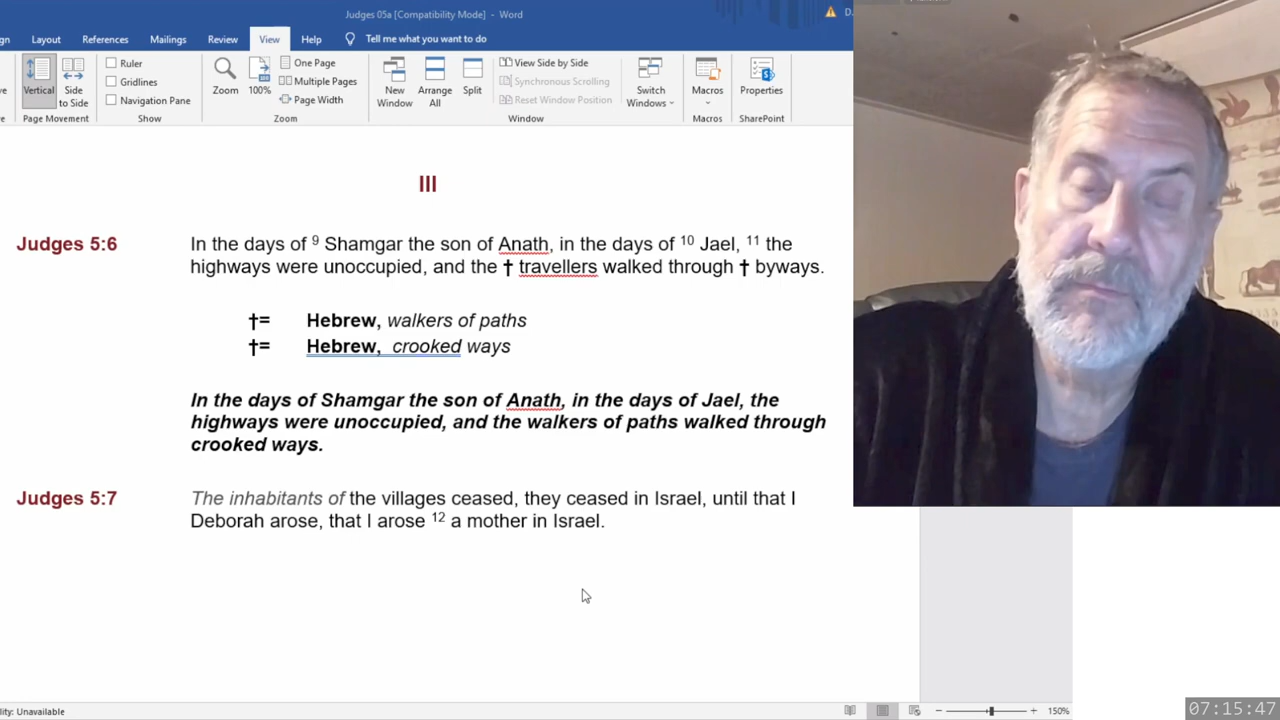 Judges 05a [Compatibility Mode] - Word
Layout References Mailings Review View Help Tell me what you want to do
Vertical Side to Side
Page Movement
Ruler
Gridlines
Navigation Pane
Show
Zoom 100% One Page
Multiple Pages
Page Width
Zoom
New Window Arrange All Split
View Side by Side
Synchronous Scrolling
Reset Window Position
Switch Windows
Window
Macros
Macros
Properties
SharePoint
III
Judges 5:6 In the days of 9 Shamgar the son of Anath, in the days of 10 Jael, 11 the
highways were unoccupied, and the † travellers walked through † byways.
†= Hebrew, walkers of paths
†= Hebrew, crooked ways
In the days of Shamgar the son of Anath, in the days of Jael, the
highways were unoccupied, and the walkers of paths walked through
crooked ways.
Judges 5:7 The inhabitants of the villages ceased, they ceased in Israel, until that I
Deborah arose, that I arose 12 a mother in Israel.
Unavailable
150%
07:15:47